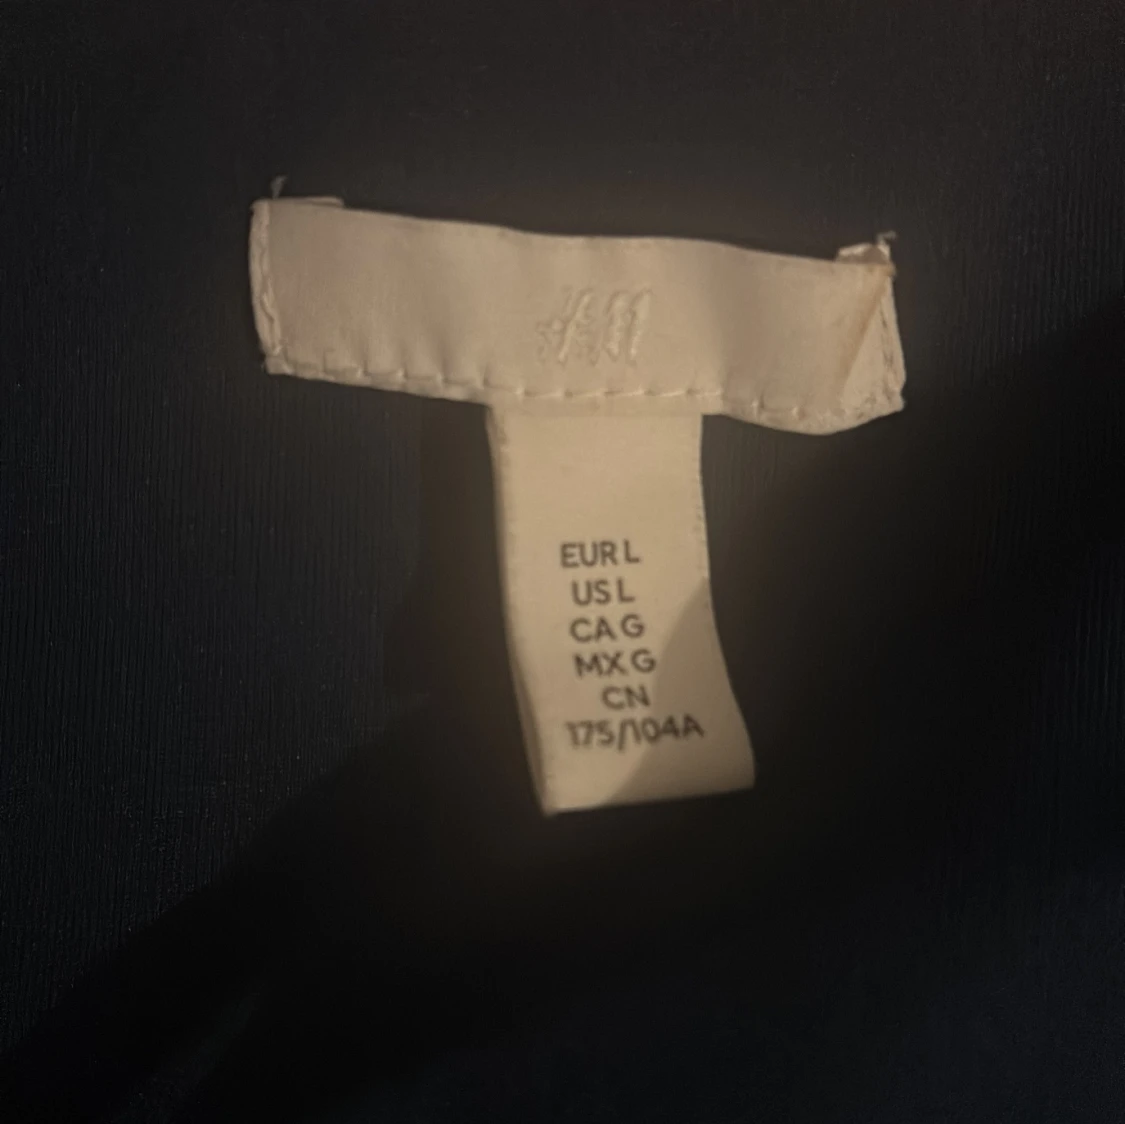 H&M
EUR L
US L
CA G
MX G
CN
175/104A